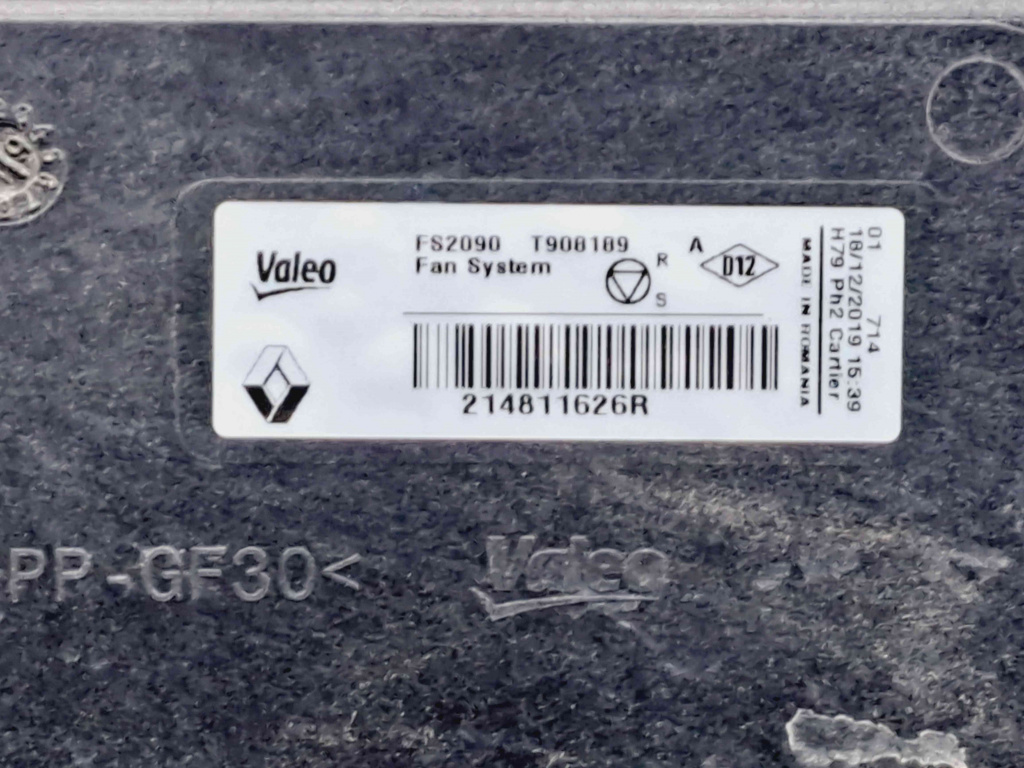 Valeo
FS2090 T908189
Fan System
R
S
A
D12
214811626R
MADE IN ROMANIA
01 714
18/12/2019 15:39
H79 Ph2 Cartier
PP-GF30<
Valeo